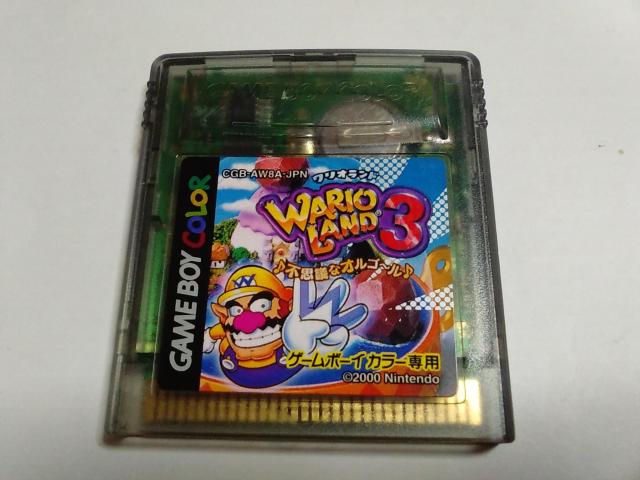 GAME BOY COLOR
CGB-AW8A-JPN
ワリオランド
WARIO
LAND 3
♪不思議なオルゴール♪
GAME BOY COLOR
ゲームボーイカラー専用
©2000 Nintendo